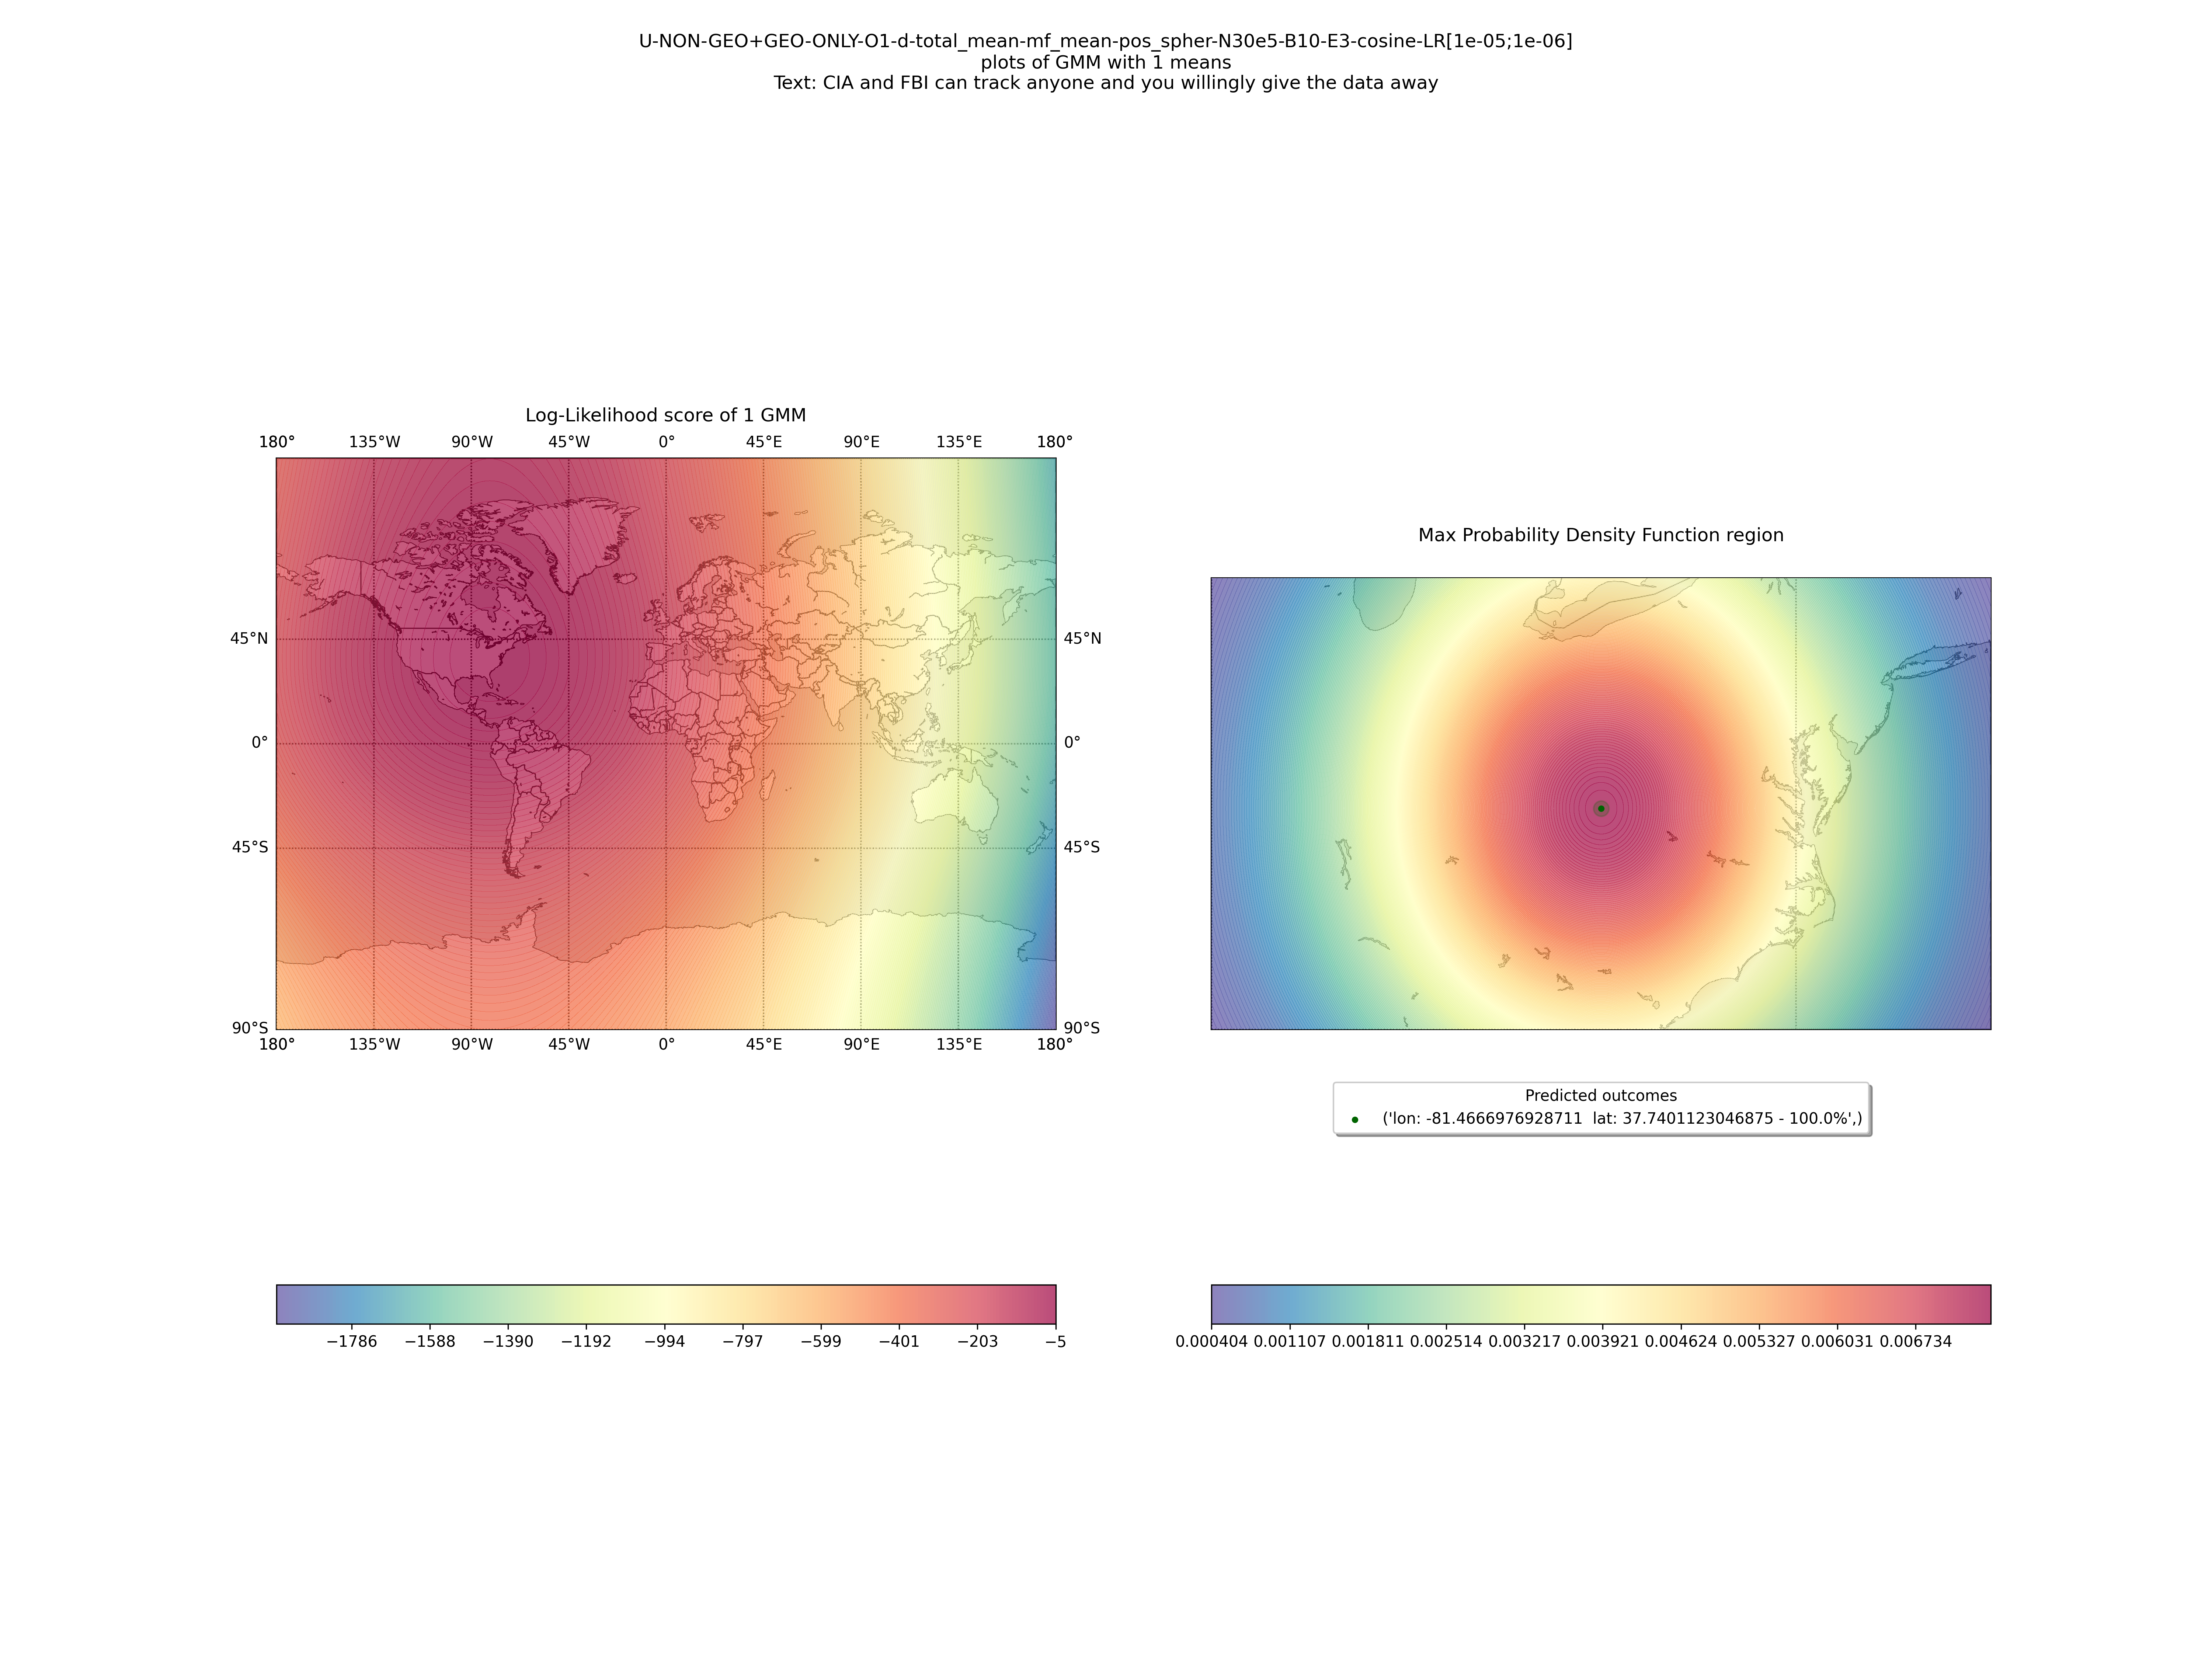 U-NON-GEO+GEO-ONLY-O1-d-total_mean-mf_mean-pos_spher-N30e5-B10-E3-cosine-LR[1e-05;1e-06]
plots of GMM with 1 means
Text: CIA and FBI can track anyone and you willingly give the data away
Log-Likelihood score of 1 GMM
180° 135°W 90°W 45°W 0° 45°E 90°E 135°E 180°
45°N 45°N
0° 0°
45°S 45°S
90°S 90°S
180° 135°W 90°W 45°W 0° 45°E 90°E 135°E 180°
−1786 −1588 −1390 −1192 −994 −797 −599 −401 −203 −5
Max Probability Density Function region
Predicted outcomes
('lon: -81.4666976928711  lat: 37.7401123046875 - 100.0%',)
0.000404 0.001107 0.001811 0.002514 0.003217 0.003921 0.004624 0.005327 0.006031 0.006734